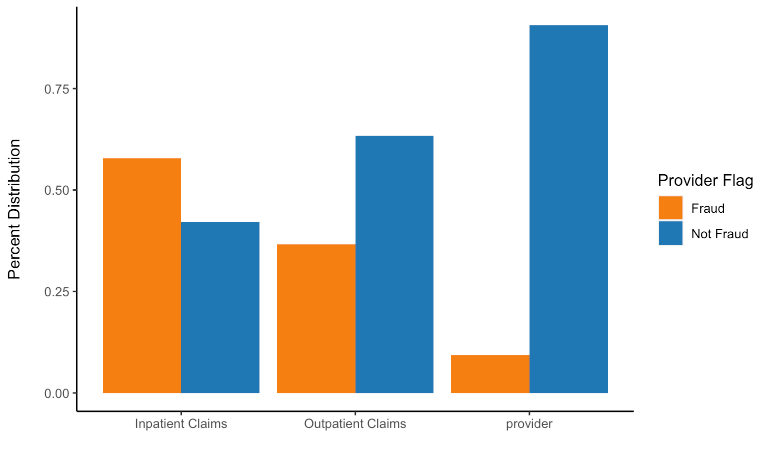 Percent Distribution
0.75
0.50
0.25
0.00
Inpatient Claims
Outpatient Claims
provider
Provider Flag
Fraud
Not Fraud